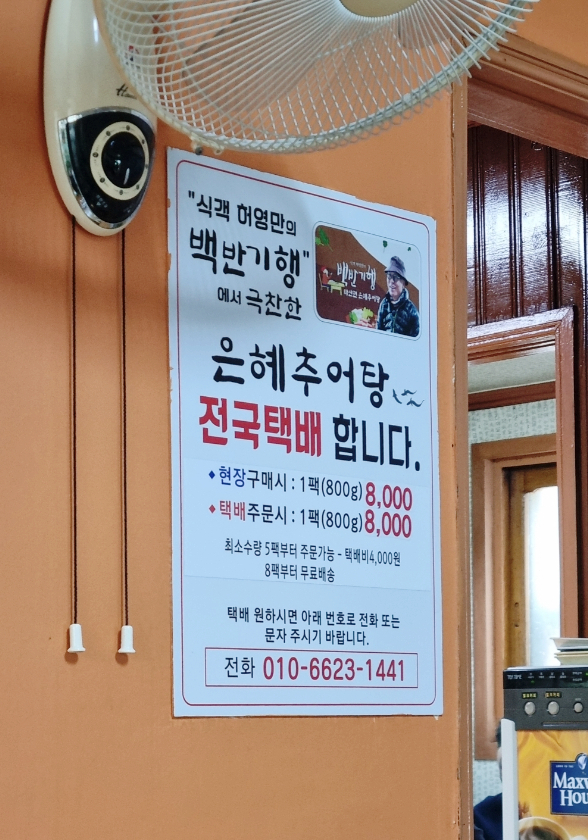 "식객 허영만의
백반기행"
에서 극찬한
백반기행
은혜추어탕
전국택배 합니다.
♦현장구매시 : 1팩(800g) 8,000
♦택배주문시 : 1팩(800g) 8,000
최소수량 5팩부터 주문가능 - 택배비4,000원
8팩부터 무료배송
택배 원하시면 아래 번호로 전화 또는
문자 주시기 바랍니다.
전화 010-6623-1441
Maxw
Hou